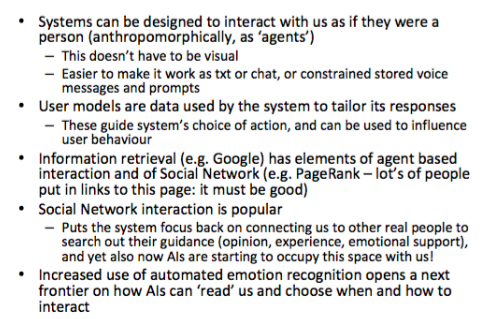 • Systems can be designed to interact with us as if they were a
person (anthropomorphically, as ‘agents’)
– This doesn’t have to be visual
– Easier to make it work as txt or chat, or constrained stored voice
messages and prompts
• User models are data used by the system to tailor its responses
– These guide system’s choice of action, and can be used to influence
user behaviour
• Information retrieval (e.g. Google) has elements of agent based
interaction and of Social Network (e.g. PageRank – lot’s of people
put in links to this page: it must be good)
• Social Network interaction is popular
– Puts the system focus back on connecting us to other real people to
search out their guidance (opinion, experience, emotional support),
and yet also now AIs are starting to occupy this space with us!
• Increased use of automated emotion recognition opens a next
frontier on how AIs can ‘read’ us and choose when and how to
interact